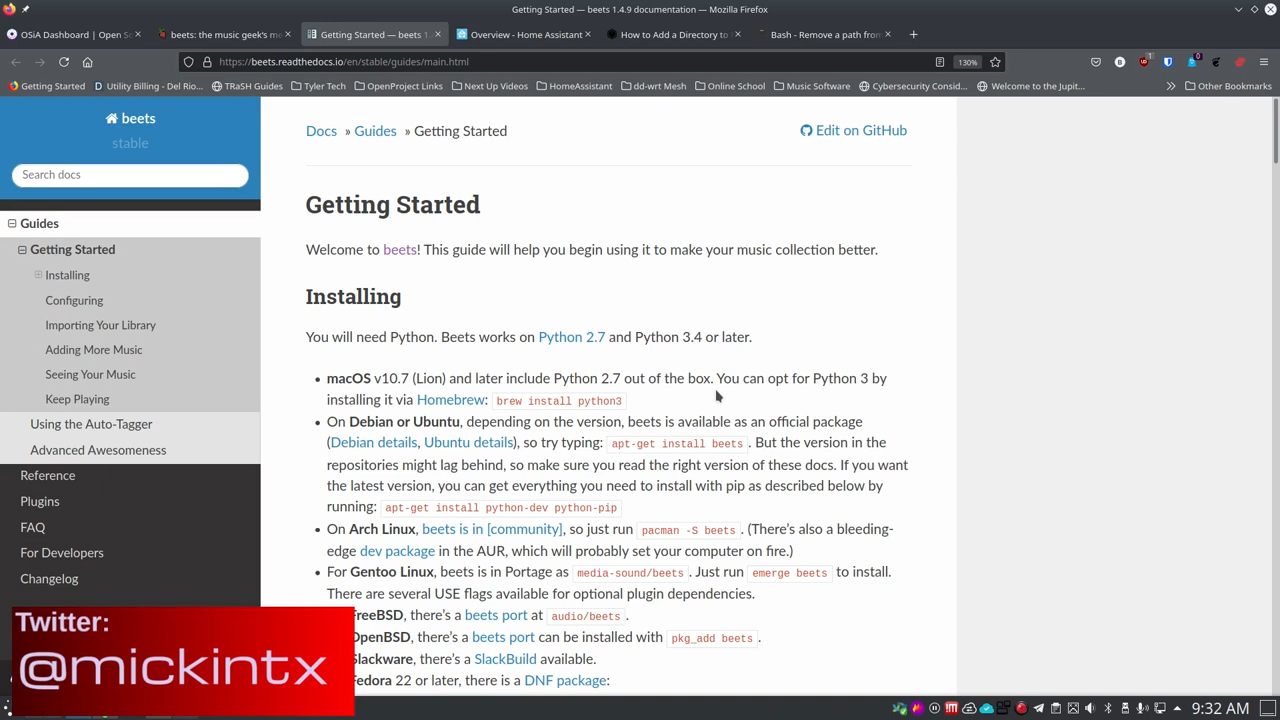 Getting Started — beets 1.4.9 documentation — Mozilla Firefox
OSiA Dashboard | Open So
beets: the music geek's me
Getting Started — beets 1
Overview - Home Assistant
How to Add a Directory to
Bash - Remove a path from
https://beets.readthedocs.io/en/stable/guides/main.html
130%
Getting Started
Utility Billing - Del Rio...
TRaSH Guides
Tyler Tech
OpenProject Links
Next Up Videos
HomeAssistant
dd-wrt Mesh
Online School
Music Software
Cybersecurity Consid...
Welcome to the Jupit...
Other Bookmarks
beets
stable
Search docs
Guides
Getting Started
Installing
Configuring
Importing Your Library
Adding More Music
Seeing Your Music
Keep Playing
Using the Auto-Tagger
Advanced Awesomeness
Reference
Plugins
FAQ
For Developers
Changelog
Docs » Guides » Getting Started
Edit on GitHub
Getting Started
Welcome to beets! This guide will help you begin using it to make your music collection better.
Installing
You will need Python. Beets works on Python 2.7 and Python 3.4 or later.
• macOS v10.7 (Lion) and later include Python 2.7 out of the box. You can opt for Python 3 by
installing it via Homebrew: brew install python3
• On Debian or Ubuntu, depending on the version, beets is available as an official package
(Debian details, Ubuntu details), so try typing: apt-get install beets . But the version in the
repositories might lag behind, so make sure you read the right version of these docs. If you want
the latest version, you can get everything you need to install with pip as described below by
running: apt-get install python-dev python-pip
• On Arch Linux, beets is in [community], so just run pacman -S beets . (There's also a bleeding-
edge dev package in the AUR, which will probably set your computer on fire.)
• For Gentoo Linux, beets is in Portage as media-sound/beets . Just run emerge beets to install.
There are several USE flags available for optional plugin dependencies.
FreeBSD, there's a beets port at audio/beets .
OpenBSD, there's a beets port can be installed with pkg_add beets .
Slackware, there's a SlackBuild available.
Fedora 22 or later, there is a DNF package:
Twitter:
@mickintx
9:32 AM